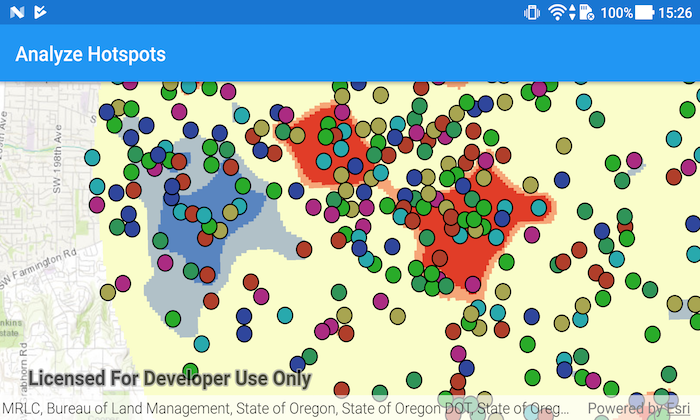 100% 15:26
Analyze Hotspots
SW 198th Ave
SW Farmington Rd
Licensed For Developer Use Only
MRLC, Bureau of Land Management, State of Oregon, State of Oregon DOT, State of Oreg... Powered by Esri